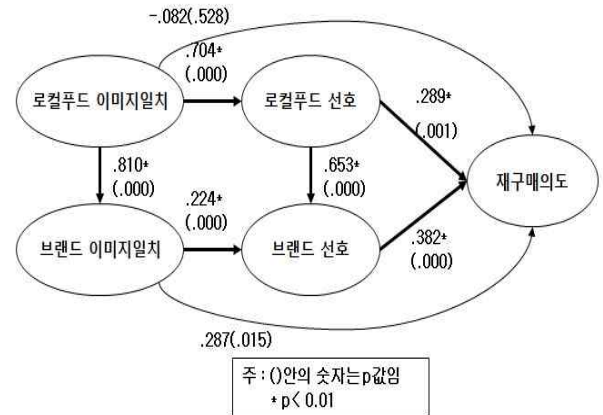 -.082(.528)
.704*
(.000)
로컬푸드 이미지일치
로컬푸드 선호
.289*
(.001)
.810*
(.000)
.653*
(.000)
재구매의도
.224*
(.000)
브랜드 이미지일치
브랜드 선호
.382*
(.000)
.287(.015)
주 : ()안의 숫자는p값임
* p< 0.01